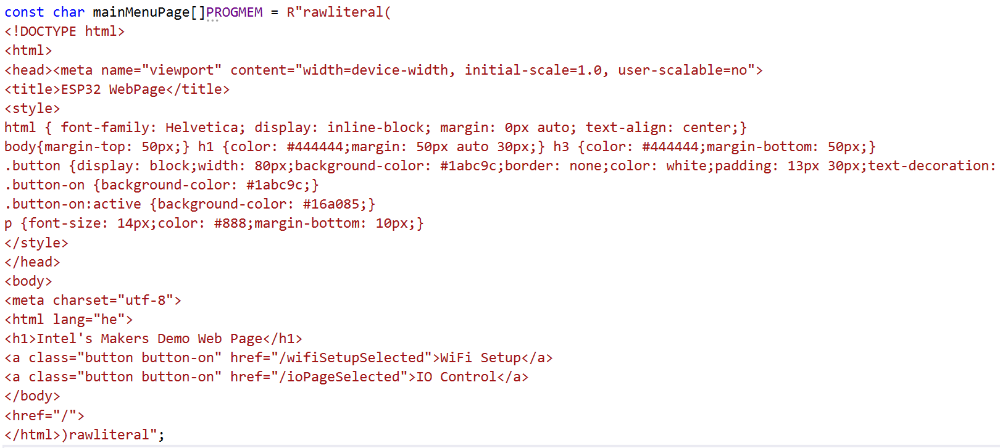 const char mainMenuPage[]PROGMEM = R"rawliteral(
<!DOCTYPE html>
<html>
<head><meta name="viewport" content="width=device-width, initial-scale=1.0, user-scalable=no">
<title>ESP32 WebPage</title>
<style>
html { font-family: Helvetica; display: inline-block; margin: 0px auto; text-align: center;}
body{margin-top: 50px;} h1 {color: #444444;margin: 50px auto 30px;} h3 {color: #444444;margin-bottom: 50px;}
.button {display: block;width: 80px;background-color: #1abc9c;border: none;color: white;padding: 13px 30px;text-decoration:
.button-on {background-color: #1abc9c;}
.button-on:active {background-color: #16a085;}
p {font-size: 14px;color: #888;margin-bottom: 10px;}
</style>
</head>
<body>
<meta charset="utf-8">
<html lang="he">
<h1>Intel's Makers Demo Web Page</h1>
<a class="button button-on" href="/wifiSetupSelected">WiFi Setup</a>
<a class="button button-on" href="/ioPageSelected">IO Control</a>
</body>
<href="/">
</html>)rawliteral";